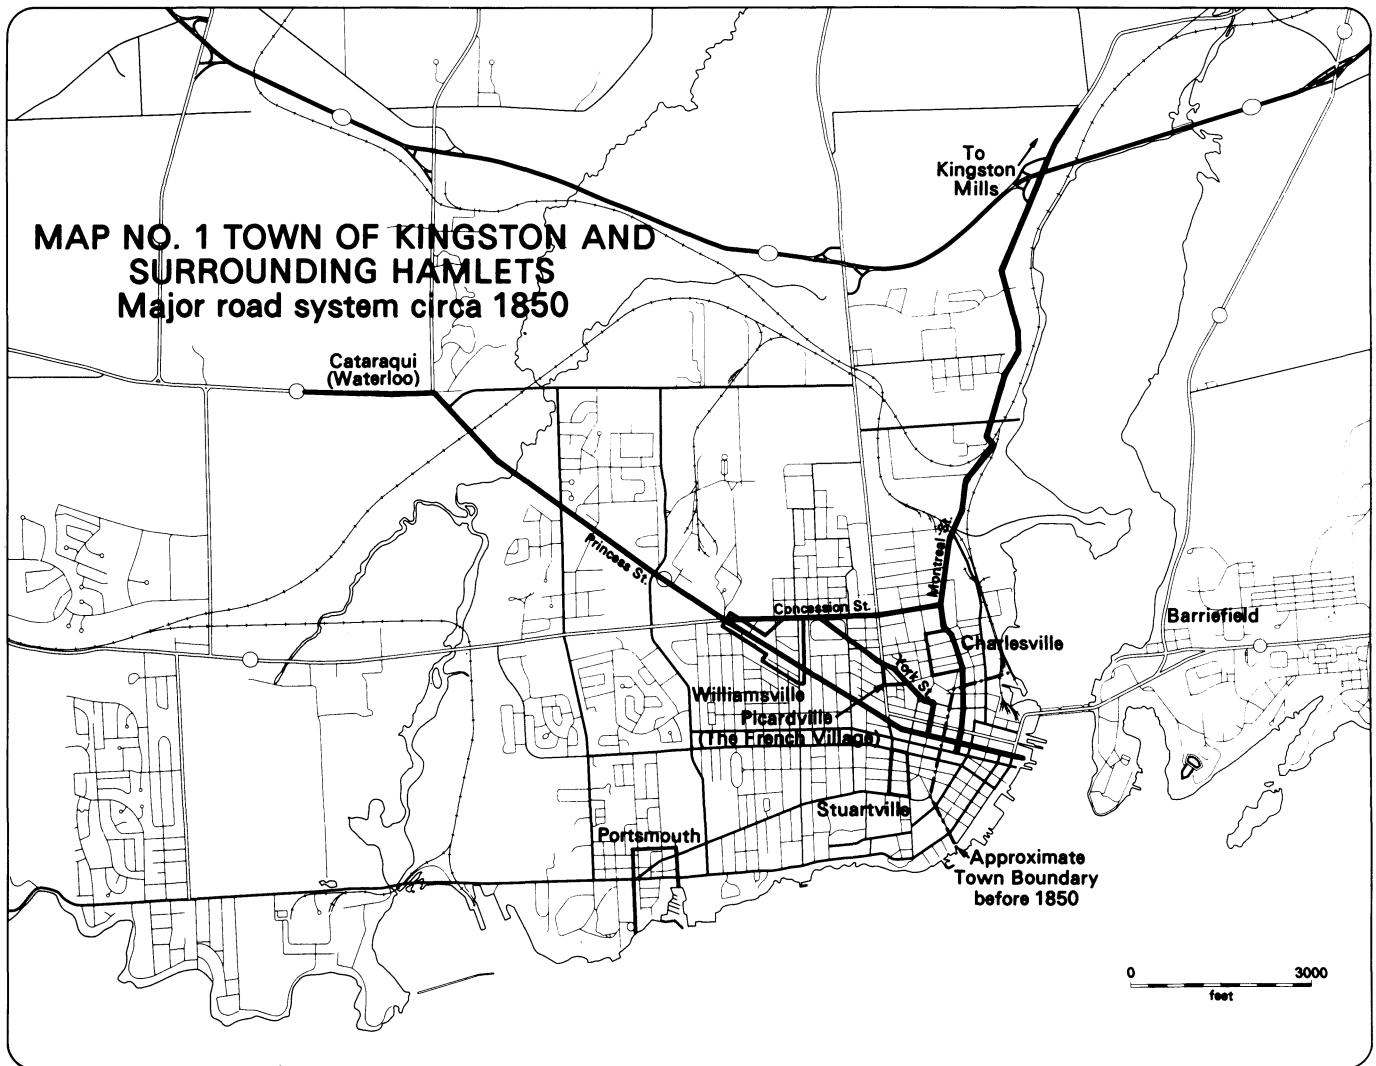 To
Kingston
Mills
MAP NO. 1 TOWN OF KINGSTON AND
SURROUNDING HAMLETS
Major road system circa 1850
Cataraqui
(Waterloo)
Princess St.
Montreal St.
Concession St.
Barriefield
Charlesville
York St.
Williamsville
Picardville
(The French Village)
Stuartville
Portsmouth
Approximate
Town Boundary
before 1850
0 3000
feet